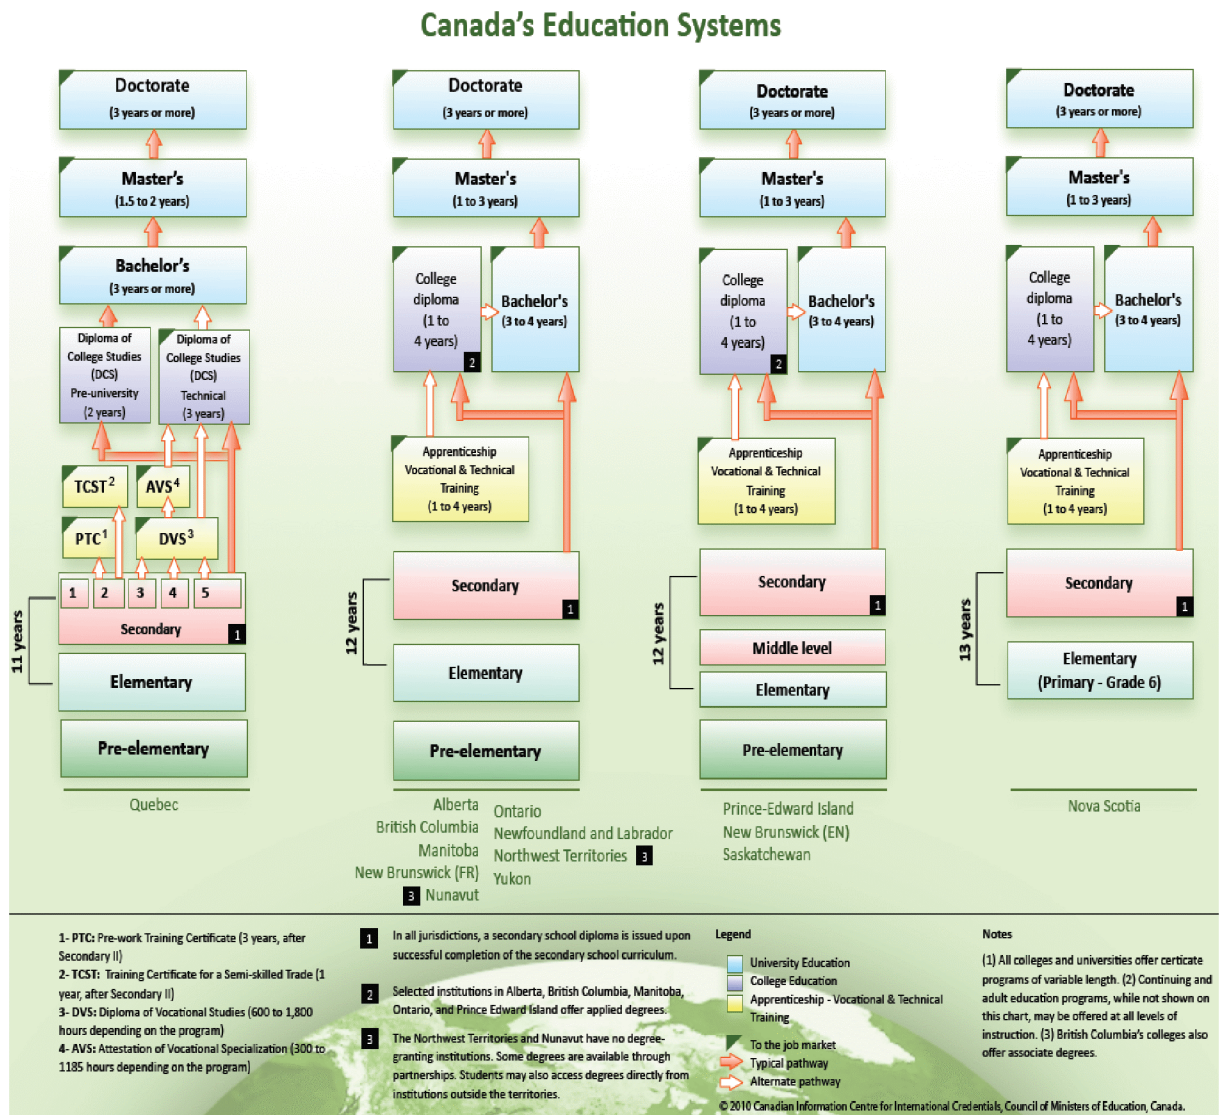 Canada's Education Systems
Doctorate
(3 years or more)
Master's
(1.5 to 2 years)
Bachelor's
(3 years or more)
Diploma of
College Studies
(DCS)
Pre-university
(2 years)
Diploma of
College Studies
(DCS)
Technical
(3 years)
TCST2
AVS4
PTC1
DVS3
1
2
3
4
5
Secondary
1
11 years
Elementary
Pre-elementary
Quebec
Doctorate
(3 years or more)
Master's
(1 to 3 years)
College
diploma
(1 to
4 years)
2
Bachelor's
(3 to 4 years)
Apprenticeship
Vocational & Technical
Training
(1 to 4 years)
Secondary
1
12 years
Elementary
Pre-elementary
Alberta
British Columbia
Manitoba
New Brunswick (FR)
3 Nunavut
Ontario
Newfoundland and Labrador
Northwest Territories 3
Yukon
Doctorate
(3 years or more)
Master's
(1 to 3 years)
College
diploma
(1 to
4 years)
2
Bachelor's
(3 to 4 years)
Apprenticeship
Vocational & Technical
Training
(1 to 4 years)
Secondary
1
12 years
Middle level
Elementary
Pre-elementary
Prince-Edward Island
New Brunswick (EN)
Saskatchewan
Doctorate
(3 years or more)
Master's
(1 to 3 years)
College
diploma
(1 to
4 years)
Bachelor's
(3 to 4 years)
Apprenticeship
Vocational & Technical
Training
(1 to 4 years)
Secondary
1
13 years
Elementary
(Primary - Grade 6)
Nova Scotia
1- PTC: Pre-work Training Certificate (3 years, after
Secondary II)
2- TCST: Training Certificate for a Semi-skilled Trade (1
year, after Secondary II)
3- DVS: Diploma of Vocational Studies (600 to 1,800
hours depending on the program)
4- AVS: Attestation of Vocational Specialization (300 to
1185 hours depending on the program)
1 In all jurisdictions, a secondary school diploma is issued upon
successful completion of the secondary school curriculum.
2 Selected institutions in Alberta, British Columbia, Manitoba,
Ontario, and Prince Edward Island offer applied degrees.
3 The Northwest Territories and Nunavut have no degree-
granting institutions. Some degrees are available through
partnerships. Students may also access degrees directly from
institutions outside the territories.
Legend
University Education
College Education
Apprenticeship - Vocational & Technical
Training
To the job market
Typical pathway
Alternate pathway
Notes
(1) All colleges and universities offer certicate
programs of variable length. (2) Continuing and
adult education programs, while not shown on
this chart, may be offered at all levels of
instruction. (3) British Columbia's colleges also
offer associate degrees.
© 2010 Canadian Information Centre for International Credentials, Council of Ministers of Education, Canada.